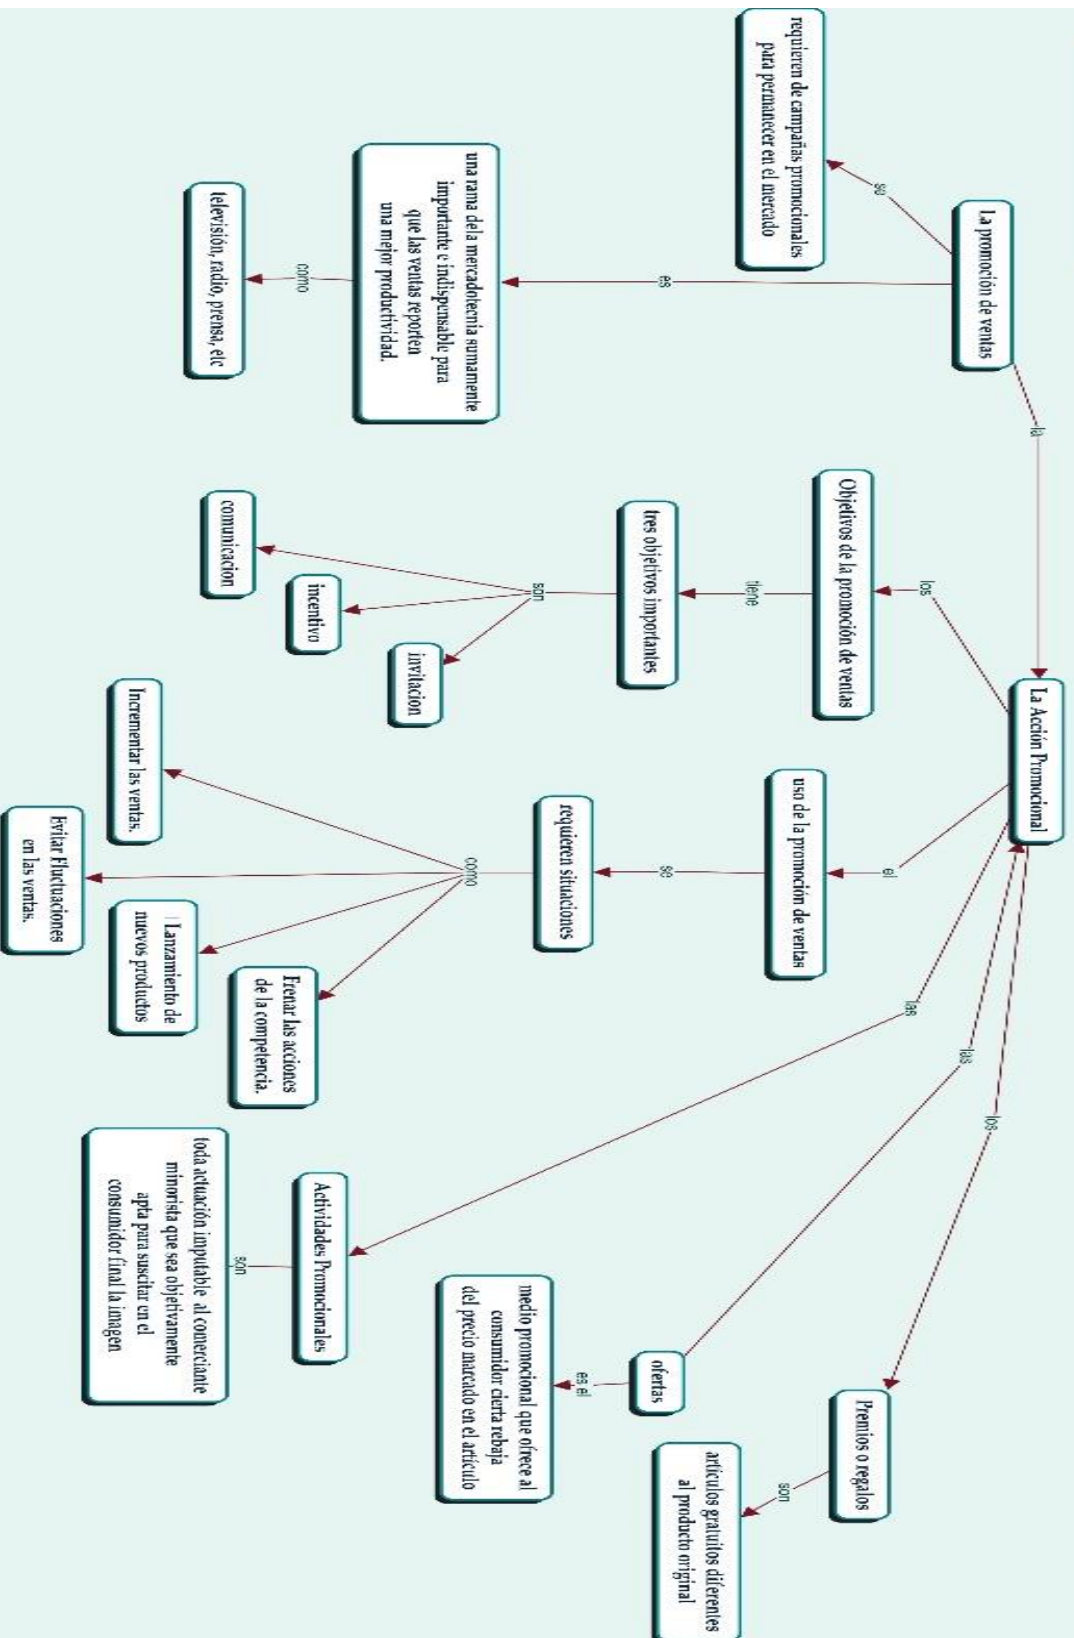 La promoción de ventas
se
requieren de campañas promocionales
para permanecer en el mercado
es
una rama dela mercadotecnia sumamente
importante e indispensable para
que las ventas reporten
una mejor productividad.
como
televisión, radio, prensa, etc
la
La Acción Promocional
los
Objetivos de la promoción de ventas
tiene
tres objetivos importantes
son
comunicacion
incentivo
invitacion
el
uso de la promoción de ventas
se
requieren situaciones
como
Incrementar las ventas.
Evitar Fluctuaciones
en las ventas.
| Lanzamiento de
nuevos productos
Frenar las acciones
de la competencia.
las
Actividades Promocionales
son
toda actuación imputable al comerciante
minorista que sea objetivamente
apta para suscitar en el
consumidor final la imagen
las
ofertas
es el
medio promocional que ofrece al
consumidor cierta rebaja
del precio marcado en el artículo
los
Premios o regalos
son
artículos gratuitos diferentes
al producto original